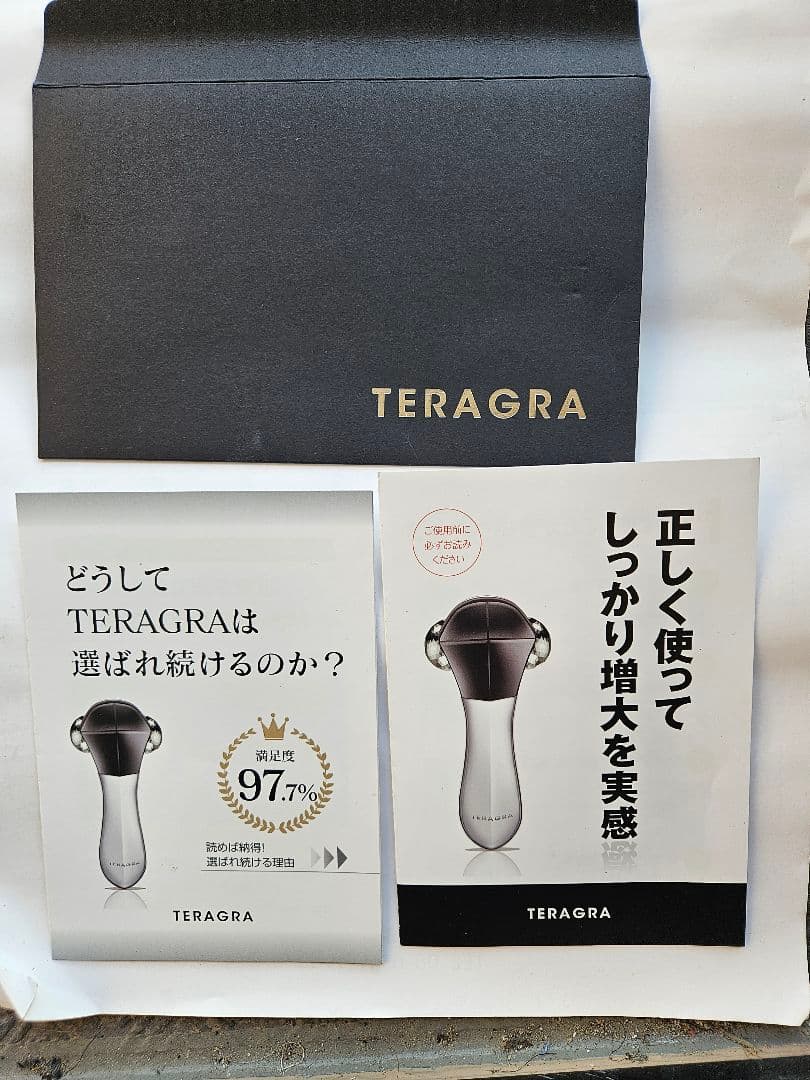 TERAGRA
どうして
TERAGRAは
選ばれ続けるのか？
満足度
97.7%
読めば納得!
選ばれ続ける理由
TERAGRA
TERAGRA
ご使用前に
必ずお読み
ください
正しく使って
しっかり増大を実感
TERAGRA
TERAGRA